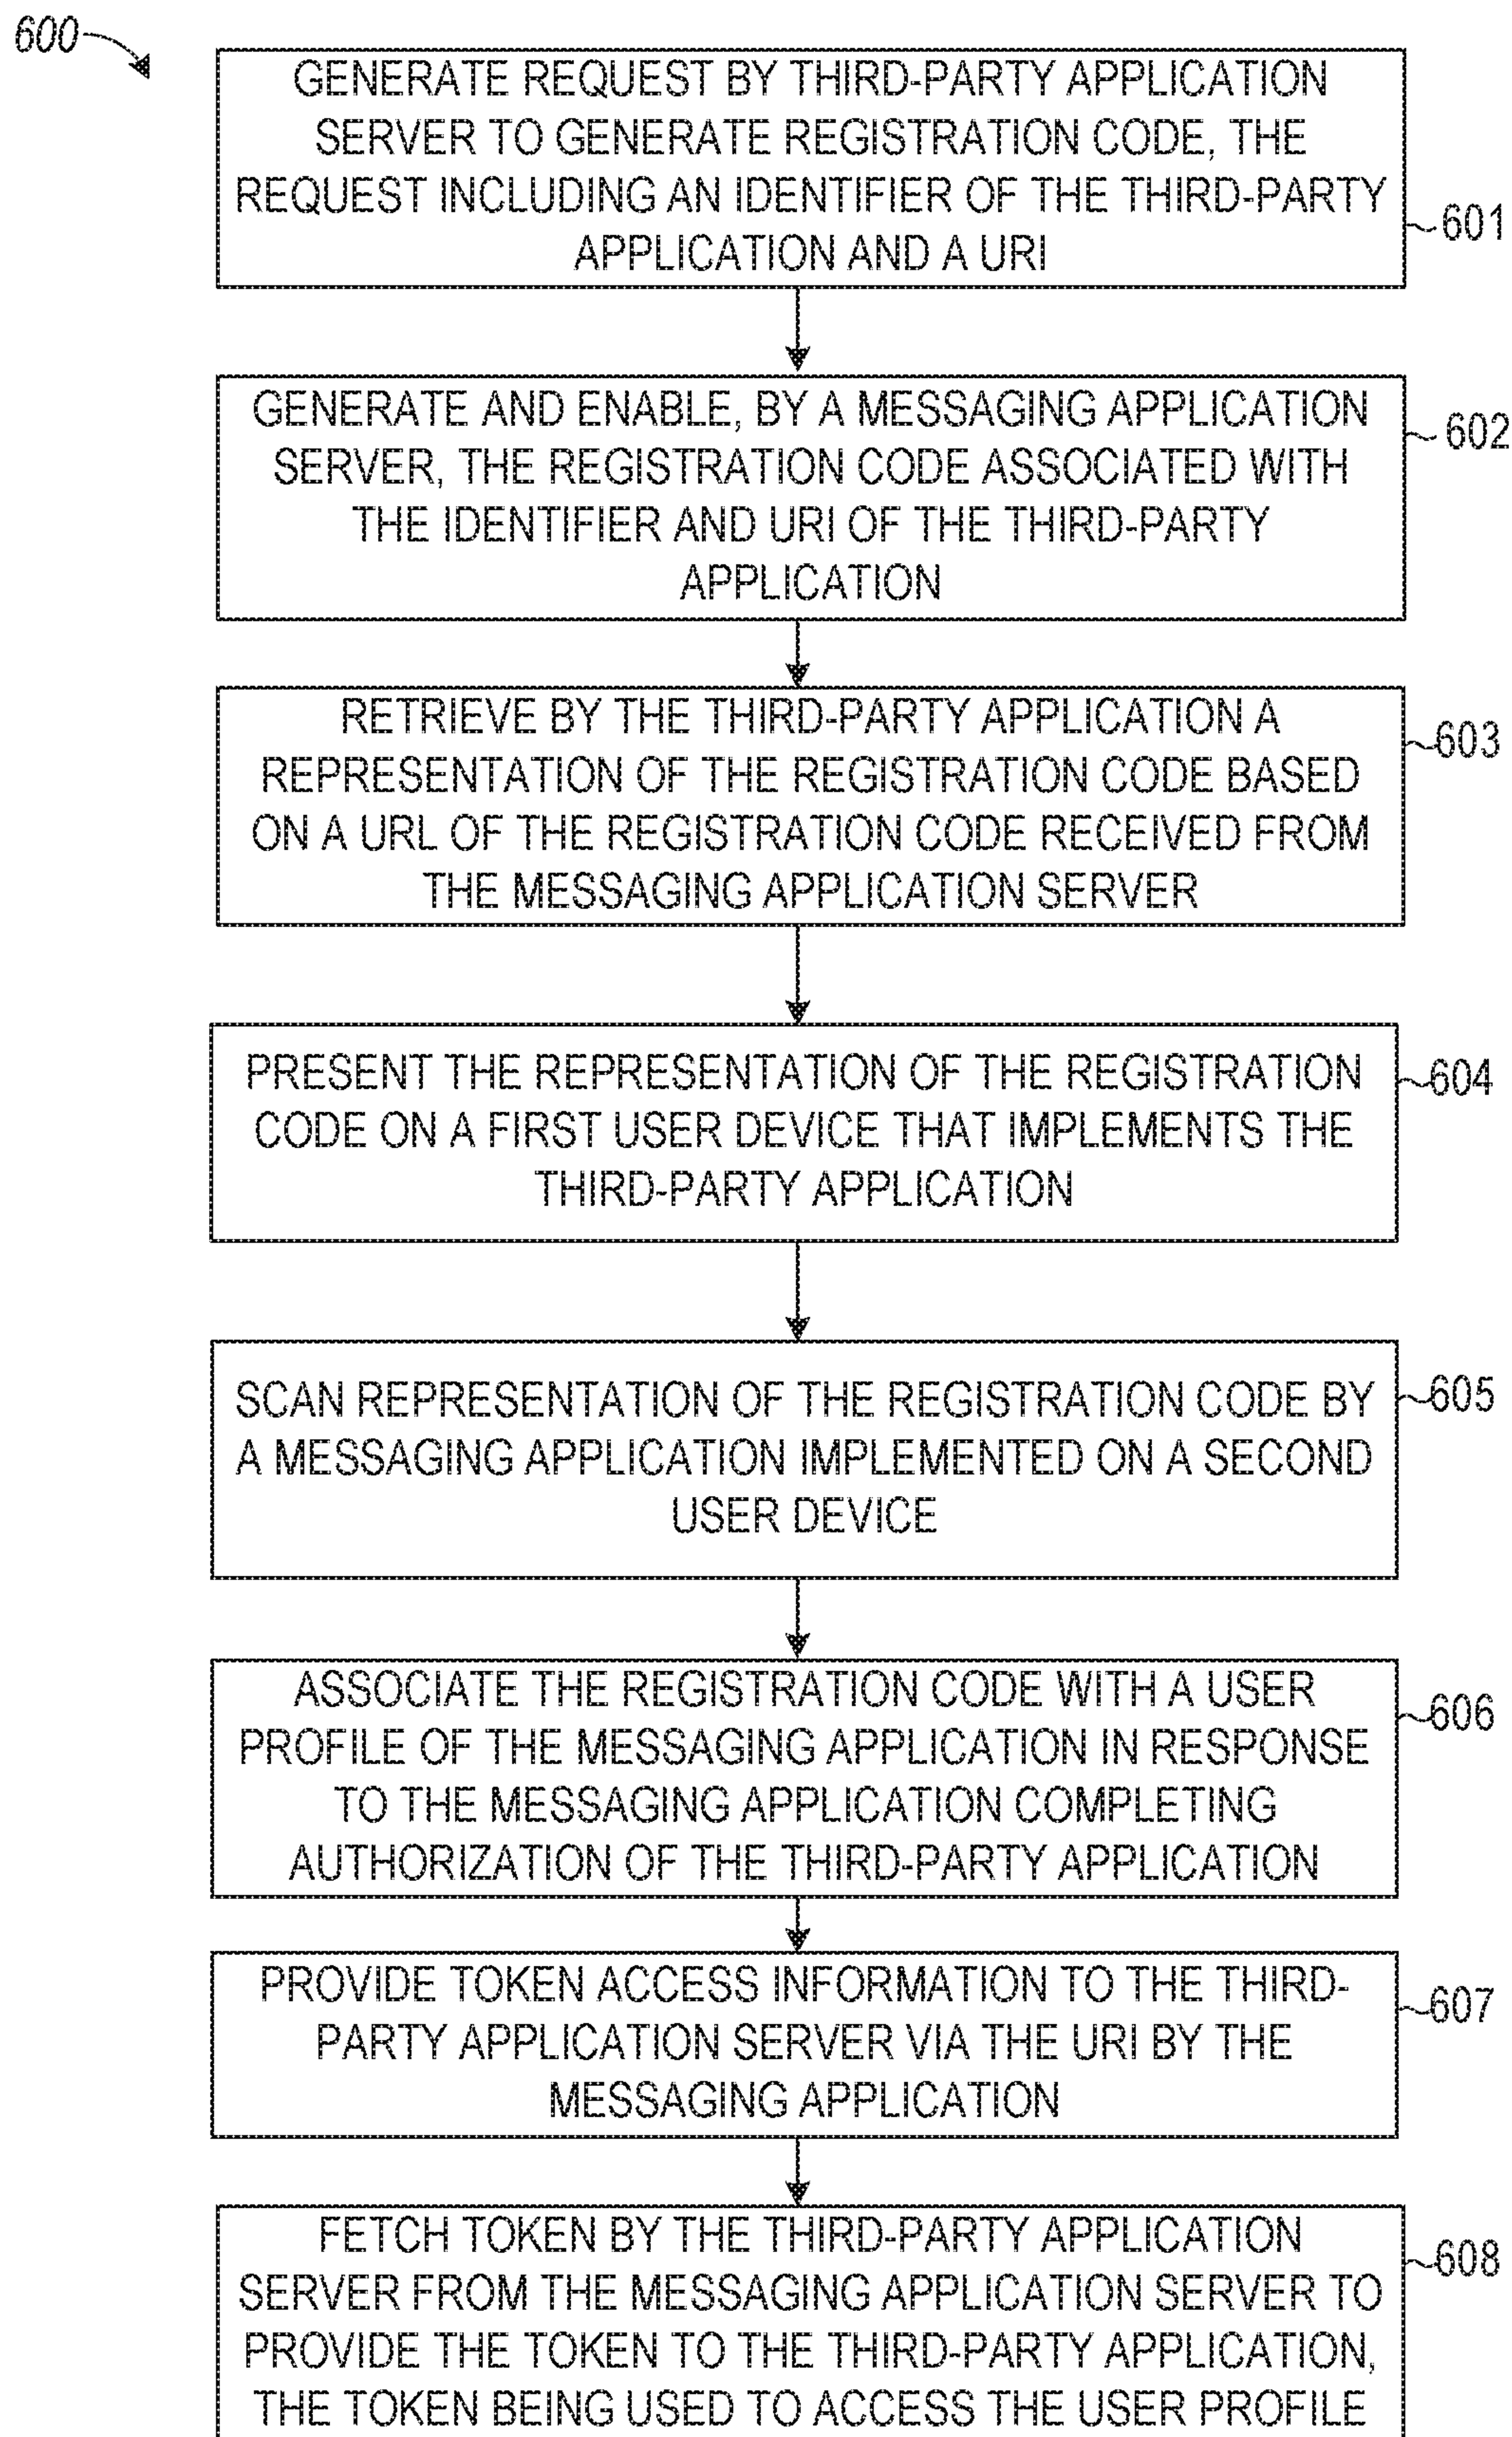 600
GENERATE REQUEST BY THIRD-PARTY APPLICATION
SERVER TO GENERATE REGISTRATION CODE, THE
REQUEST INCLUDING AN IDENTIFIER OF THE THIRD-PARTY
APPLICATION AND A URI
601
GENERATE AND ENABLE, BY A MESSAGING APPLICATION
SERVER, THE REGISTRATION CODE ASSOCIATED WITH
THE IDENTIFIER AND URI OF THE THIRD-PARTY
APPLICATION
602
RETRIEVE BY THE THIRD-PARTY APPLICATION A
REPRESENTATION OF THE REGISTRATION CODE BASED
ON A URL OF THE REGISTRATION CODE RECEIVED FROM
THE MESSAGING APPLICATION SERVER
603
PRESENT THE REPRESENTATION OF THE REGISTRATION
CODE ON A FIRST USER DEVICE THAT IMPLEMENTS THE
THIRD-PARTY APPLICATION
604
SCAN REPRESENTATION OF THE REGISTRATION CODE BY
A MESSAGING APPLICATION IMPLEMENTED ON A SECOND
USER DEVICE
605
ASSOCIATE THE REGISTRATION CODE WITH A USER
PROFILE OF THE MESSAGING APPLICATION IN RESPONSE
TO THE MESSAGING APPLICATION COMPLETING
AUTHORIZATION OF THE THIRD-PARTY APPLICATION
606
PROVIDE TOKEN ACCESS INFORMATION TO THE THIRD-
PARTY APPLICATION SERVER VIA THE URI BY THE
MESSAGING APPLICATION
607
FETCH TOKEN BY THE THIRD-PARTY APPLICATION
SERVER FROM THE MESSAGING APPLICATION SERVER TO
PROVIDE THE TOKEN TO THE THIRD-PARTY APPLICATION,
THE TOKEN BEING USED TO ACCESS THE USER PROFILE
608